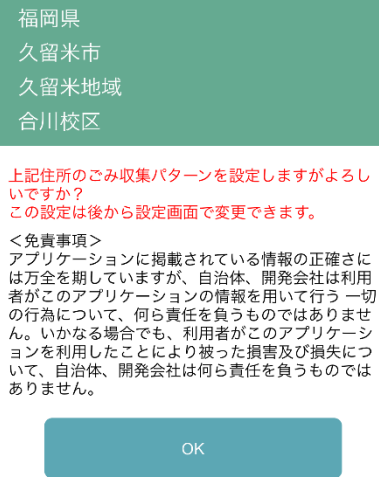 福岡県
久留米市
久留米地域
合川校区
上記住所のごみ収集パターンを設定しますがよろし
いですか？
この設定は後から設定画面で変更できます。
＜免責事項＞
アプリケーションに掲載されている情報の正確さに
は万全を期していますが、自治体、開発会社は利用
者がこのアプリケーションの情報を用いて行う 一切
の行為について、何ら責任を負うものではありませ
ん。いかなる場合でも、利用者がこのアプリケーシ
ョンを利用したことにより被った損害及び損失につ
いて、自治体、開発会社は何ら責任を負うものでは
ありません。
OK